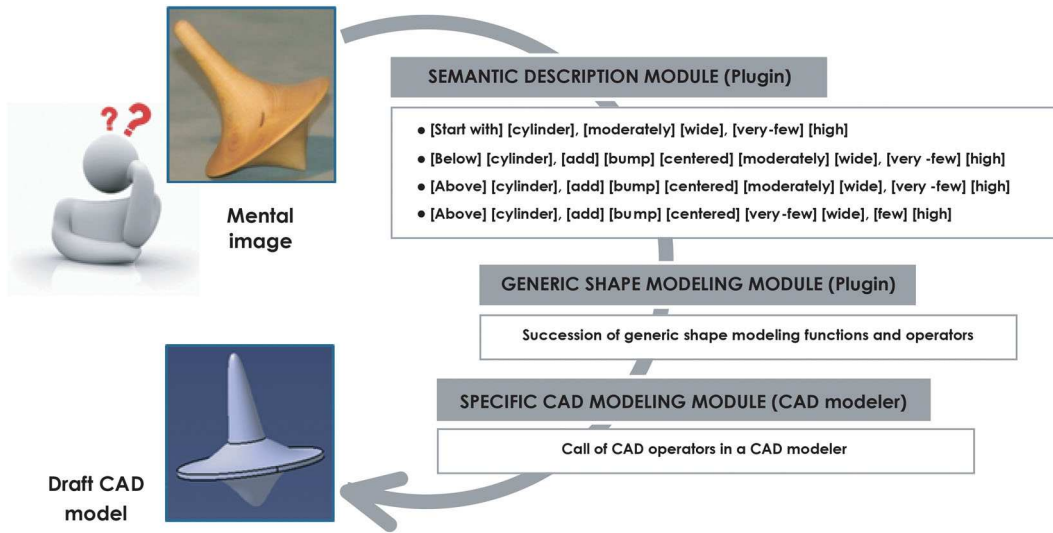 ? ?
Mental
image
SEMANTIC DESCRIPTION MODULE (Plugin)
• [Start with] [cylinder], [moderately] [wide], [very-few] [high]
• [Below] [cylinder], [add] [bump] [centered] [moderately] [wide], [very -few] [high]
• [Above] [cylinder], [add] [bump] [centered] [moderately] [wide], [very -few] [high]
• [Above] [cylinder], [add] [bump] [centered] [very-few] [wide], [few] [high]
GENERIC SHAPE MODELING MODULE (Plugin)
Succession of generic shape modeling functions and operators
SPECIFIC CAD MODELING MODULE (CAD modeler)
Call of CAD operators in a CAD modeler
Draft CAD
model